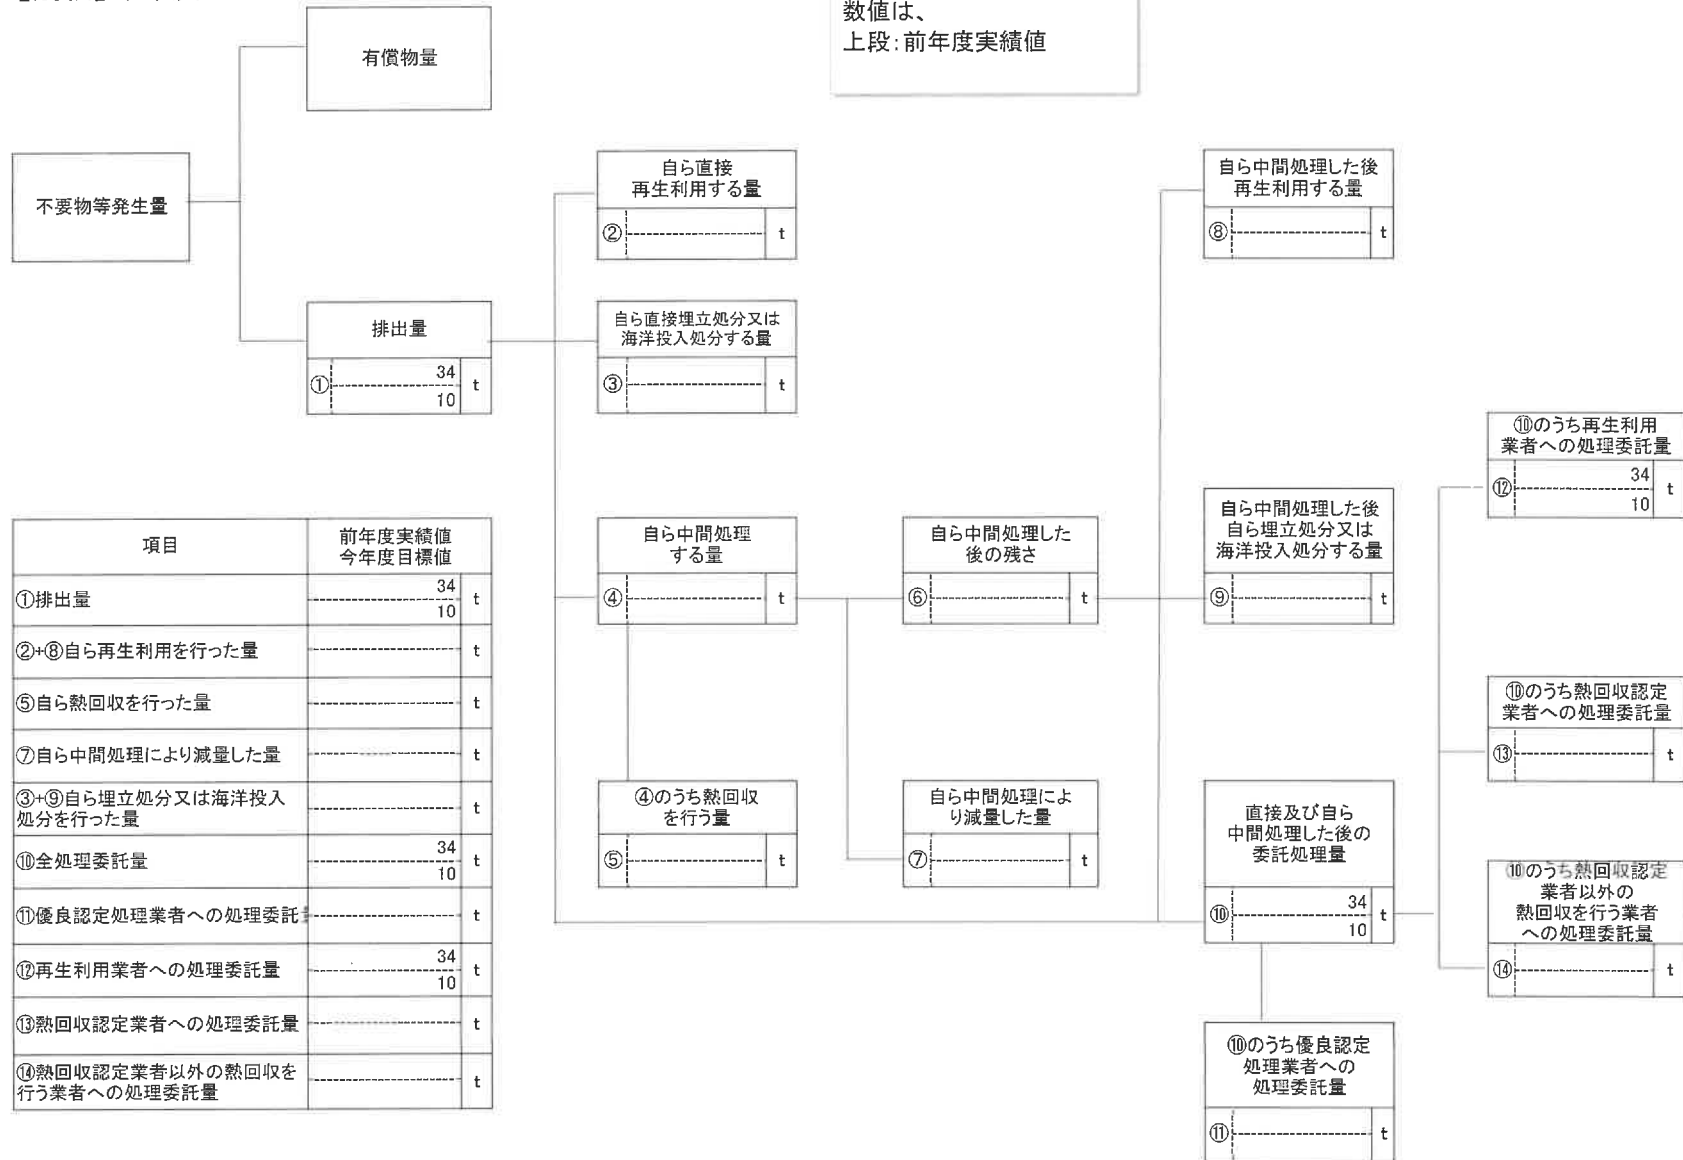 数値は、
上段:前年度実績値
有償物量
不要物等発生量
排出量
① 34 t
10
自ら直接
再生利用する量
② t
自ら直接埋立処分又は
海洋投入処分する量
③ t
自ら中間処理
する量
④ t
④のうち熱回収
を行う量
⑤ t
自ら中間処理した
後の残さ
⑥ t
自ら中間処理によ
り減量した量
⑦ t
自ら中間処理した後
再生利用する量
⑧ t
自ら中間処理した後
自ら埋立処分又は
海洋投入処分する量
⑨ t
直接及び自ら
中間処理した後の
委託処理量
⑩ 34 t
10
⑩のうち優良認定
処理業者への
処理委託量
⑪ t
⑩のうち再生利用
業者への処理委託量
⑫ 34 t
10
⑩のうち熱回収認定
業者への処理委託量
⑬ t
⑩のうち熱回収認定
業者以外の
熱回収を行う業者
への処理委託量
⑭ t
項目 前年度実績値
今年度目標値
①排出量 34 t
10
②+⑧自ら再生利用を行った量 t
⑤自ら熱回収を行った量 t
⑦自ら中間処理により減量した量 t
③+⑨自ら埋立処分又は海洋投入
処分を行った量 t
⑩全処理委託量 34 t
10
⑪優良認定処理業者への処理委託 t
⑫再生利用業者への処理委託量 34 t
10
⑬熱回収認定業者への処理委託量 t
⑭熱回収認定業者以外の熱回収を
行う業者への処理委託量 t